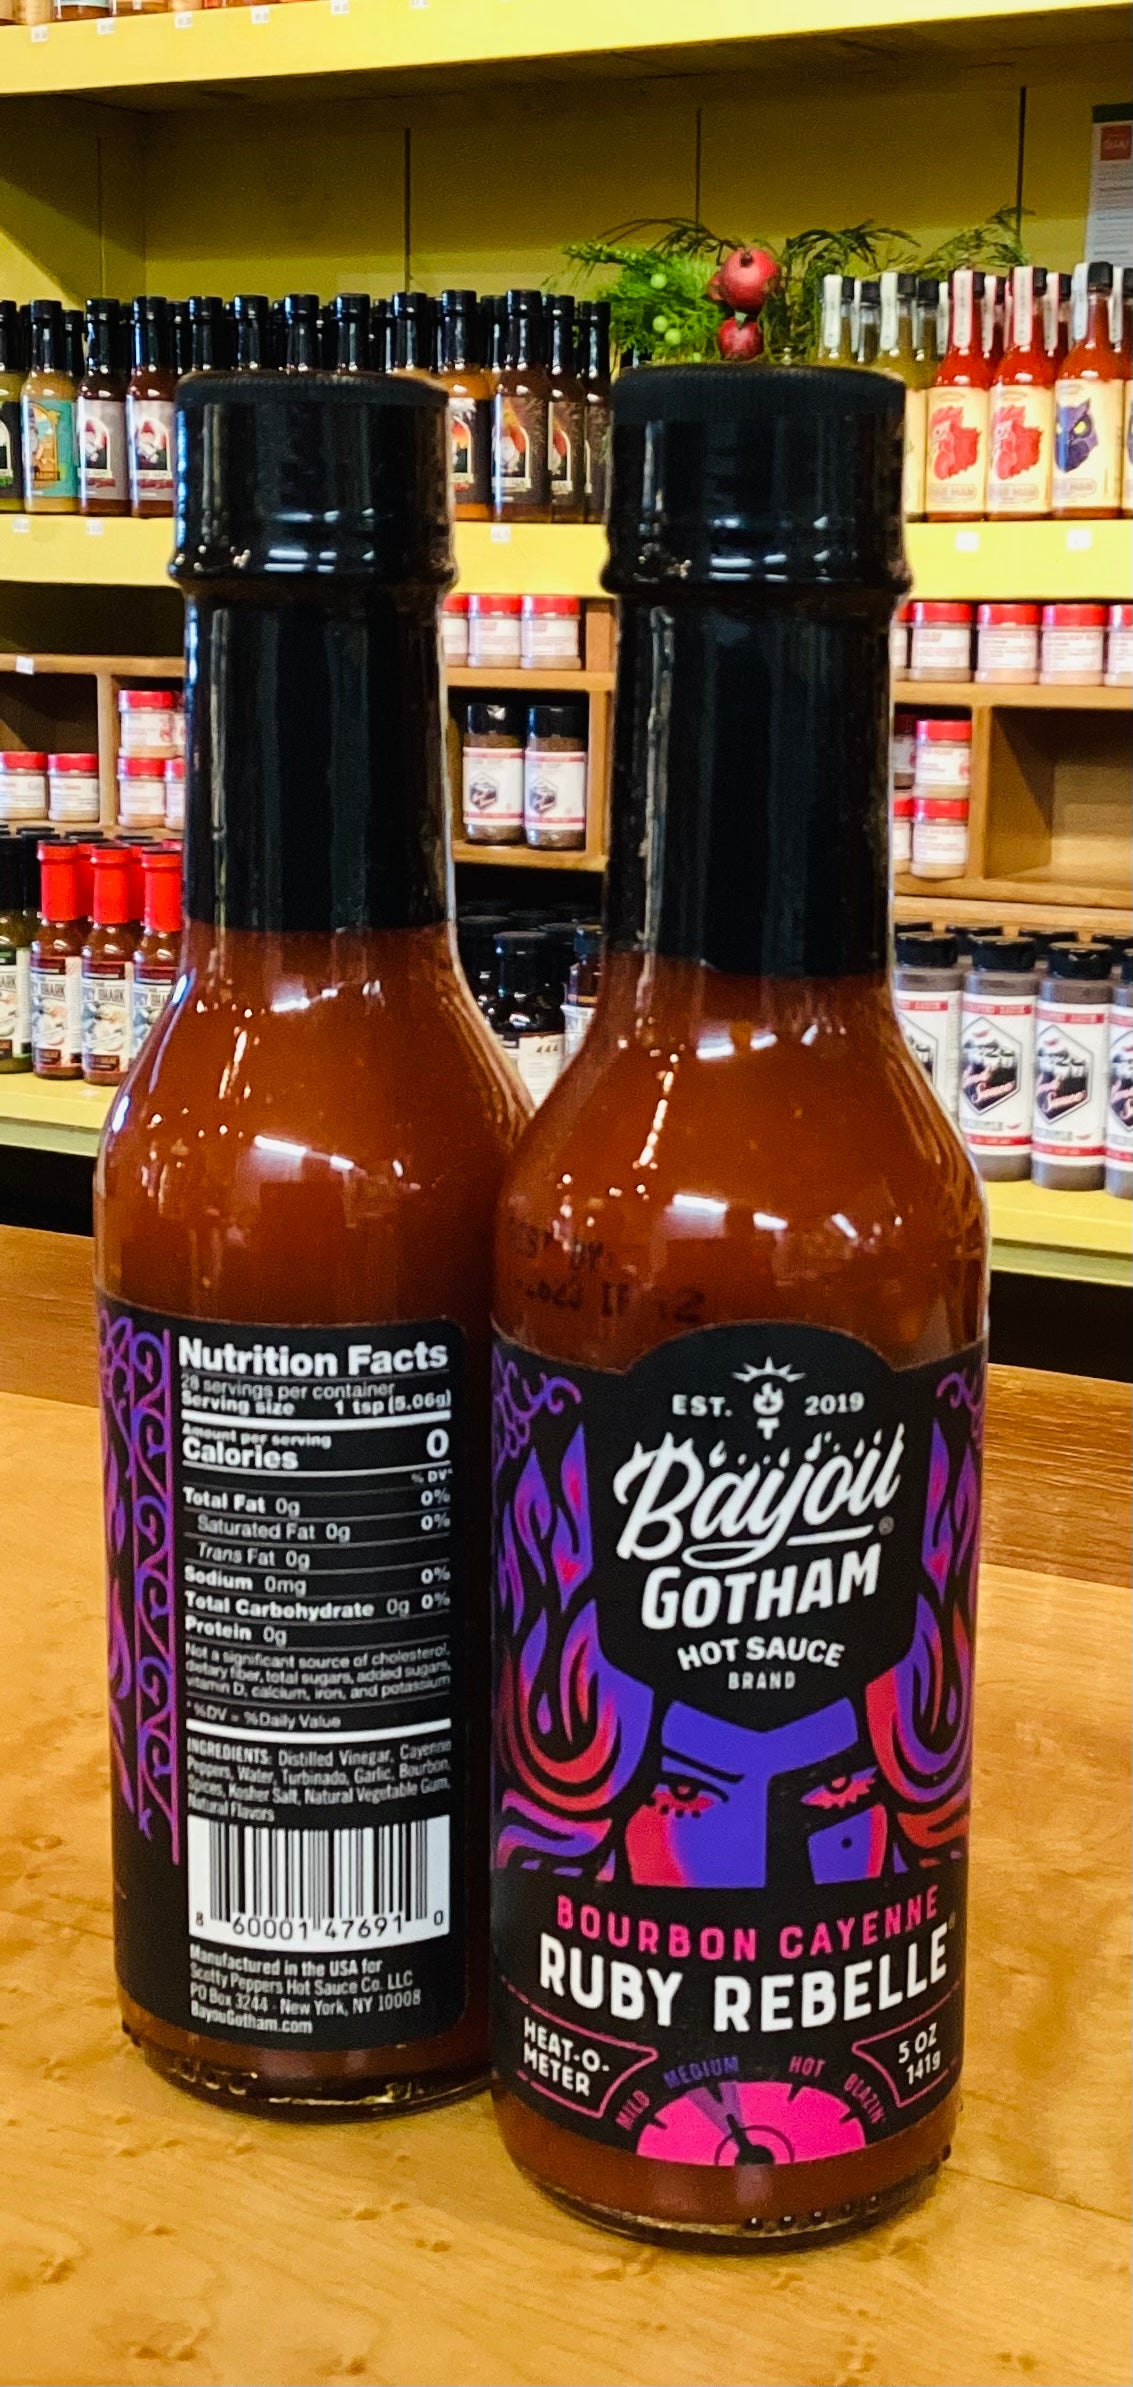 Nutrition Facts
28 servings per container
Serving size 1 tsp (5.06g)
Amount per serving
Calories 0
% DV*
Total Fat 0g 0%
Saturated Fat 0g 0%
Trans Fat 0g
Sodium 0mg 0%
Total Carbohydrate 0g 0%
Protein 0g
Not a significant source of cholesterol,
dietary fiber, total sugars, added sugars,
vitamin D, calcium, iron, and potassium
*%DV = %Daily Value
INGREDIENTS: Distilled Vinegar, Cayenne
Peppers, Water, Turbinado, Garlic, Bourbon,
Spices, Kosher Salt, Natural Vegetable Gum,
Natural Flavors
8 60001 47691 0
Manufactured in the USA for
Scotty Peppers Hot Sauce Co. LLC
PO Box 3244 · New York, NY 10008
BayouGotham.com
EST. 2019
Bayou®
GOTHAM
HOT SAUCE
BRAND
BOURBON CAYENNE
RUBY REBELLE®
HEAT-O-
METER
MILD MEDIUM HOT BLAZIN'
5 OZ
141g